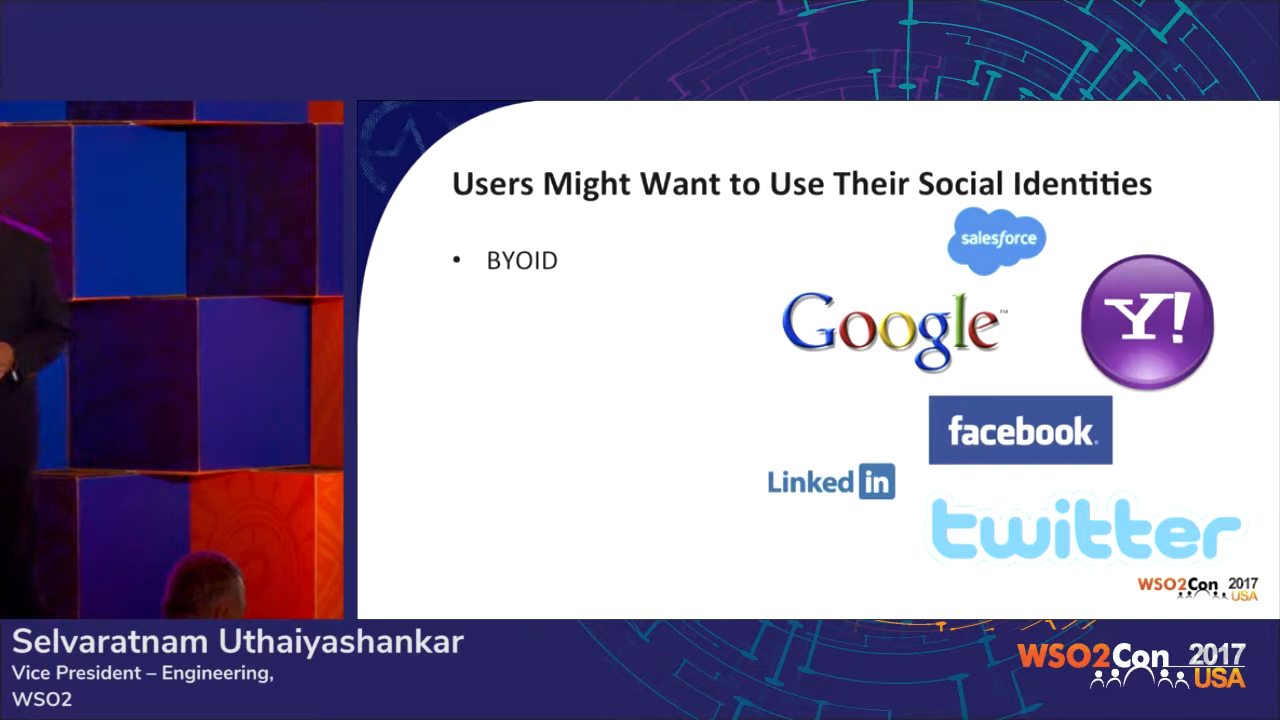 Users Might Want to Use Their Social Identities
• BYOID
salesforce
Google™
Y!
facebook
Linked in
twitter
WSO2Con 2017
USA
Selvaratnam Uthaiyashankar
Vice President – Engineering,
WSO2
WSO2Con 2017
USA